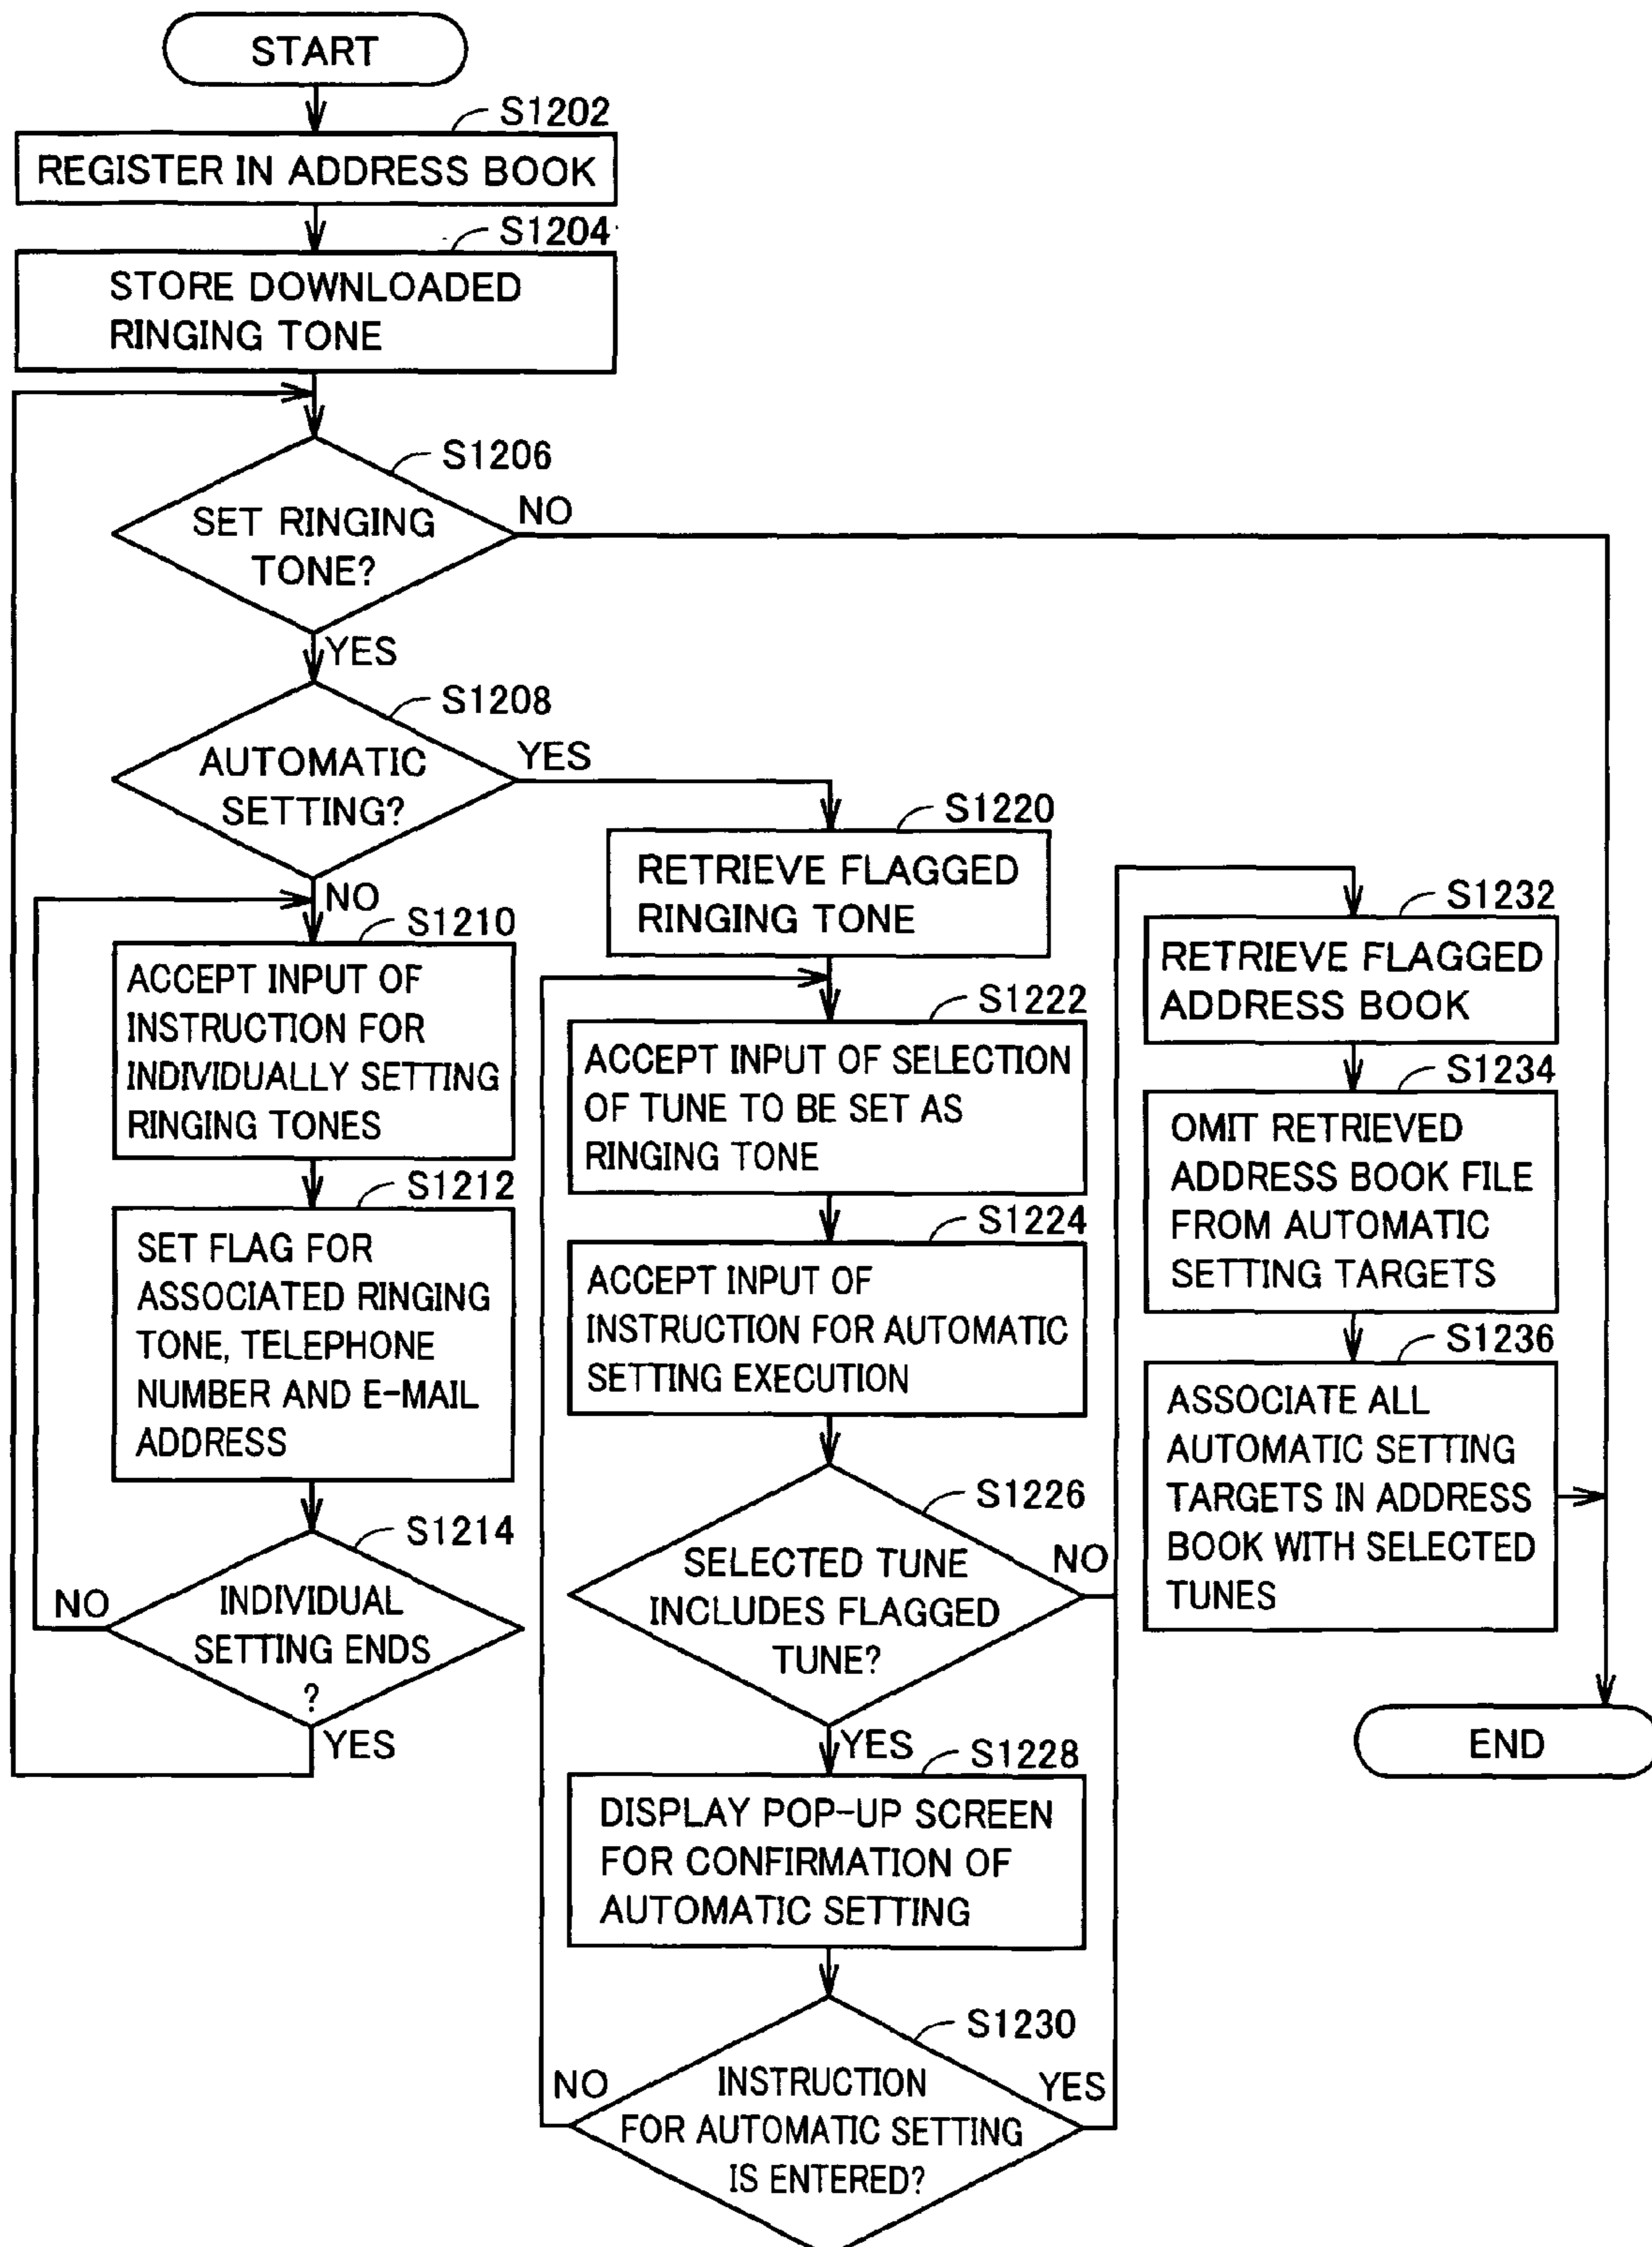 START
S1202
REGISTER IN ADDRESS BOOK
S1204
STORE DOWNLOADED
RINGING TONE
S1206
SET RINGING
TONE?
NO
YES
S1208
AUTOMATIC
SETTING?
YES
NO
S1210
ACCEPT INPUT OF
INSTRUCTION FOR
INDIVIDUALLY SETTING
RINGING TONES
S1212
SET FLAG FOR
ASSOCIATED RINGING
TONE, TELEPHONE
NUMBER AND E-MAIL
ADDRESS
S1214
INDIVIDUAL
SETTING ENDS
?
NO
YES
S1220
RETRIEVE FLAGGED
RINGING TONE
S1222
ACCEPT INPUT OF SELECTION
OF TUNE TO BE SET AS
RINGING TONE
S1224
ACCEPT INPUT OF
INSTRUCTION FOR AUTOMATIC
SETTING EXECUTION
S1226
SELECTED TUNE
INCLUDES FLAGGED
TUNE?
NO
YES
S1228
DISPLAY POP-UP SCREEN
FOR CONFIRMATION OF
AUTOMATIC SETTING
S1230
INSTRUCTION
FOR AUTOMATIC SETTING
IS ENTERED?
NO
YES
S1232
RETRIEVE FLAGGED
ADDRESS BOOK
S1234
OMIT RETRIEVED
ADDRESS BOOK FILE
FROM AUTOMATIC
SETTING TARGETS
S1236
ASSOCIATE ALL
AUTOMATIC SETTING
TARGETS IN ADDRESS
BOOK WITH SELECTED
TUNES
END